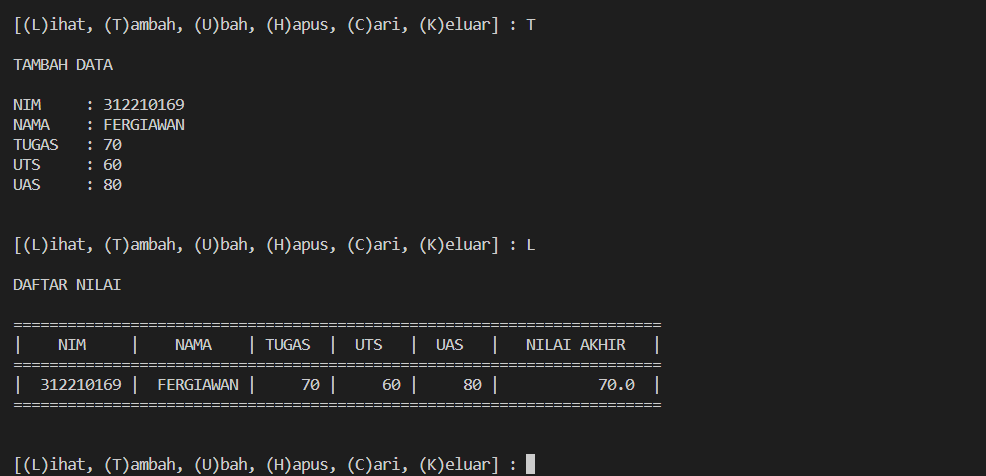 [(L)ihat, (T)ambah, (U)bah, (H)apus, (C)ari, (K)eluar] : T
TAMBAH DATA
NIM     : 312210169
NAMA    : FERGIAWAN
TUGAS   : 70
UTS     : 60
UAS     : 80
[(L)ihat, (T)ambah, (U)bah, (H)apus, (C)ari, (K)eluar] : L
DAFTAR NILAI
========================================================================
|    NIM     |    NAMA    | TUGAS  |  UTS   |  UAS   |   NILAI AKHIR   |
========================================================================
|  312210169 |  FERGIAWAN |     70 |     60 |     80 |           70.0  |
========================================================================
[(L)ihat, (T)ambah, (U)bah, (H)apus, (C)ari, (K)eluar] :